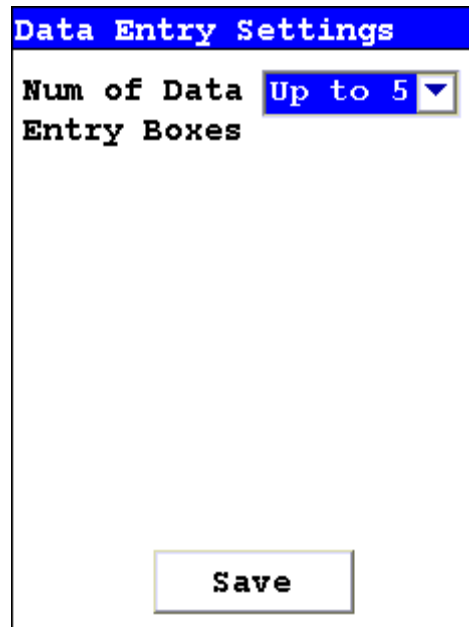 Data Entry Settings
Num of Data Up to 5
Entry Boxes
Save